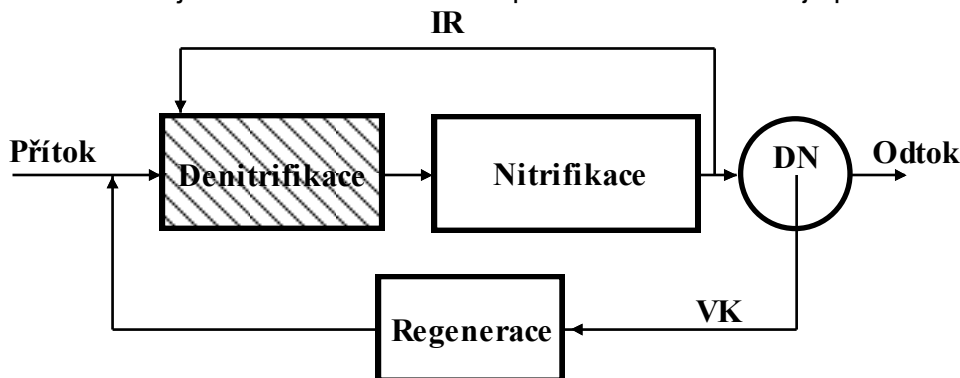 IR
Přítok
Denitrifikace
Nitrifikace
DN
Odtok
Regenerace
VK